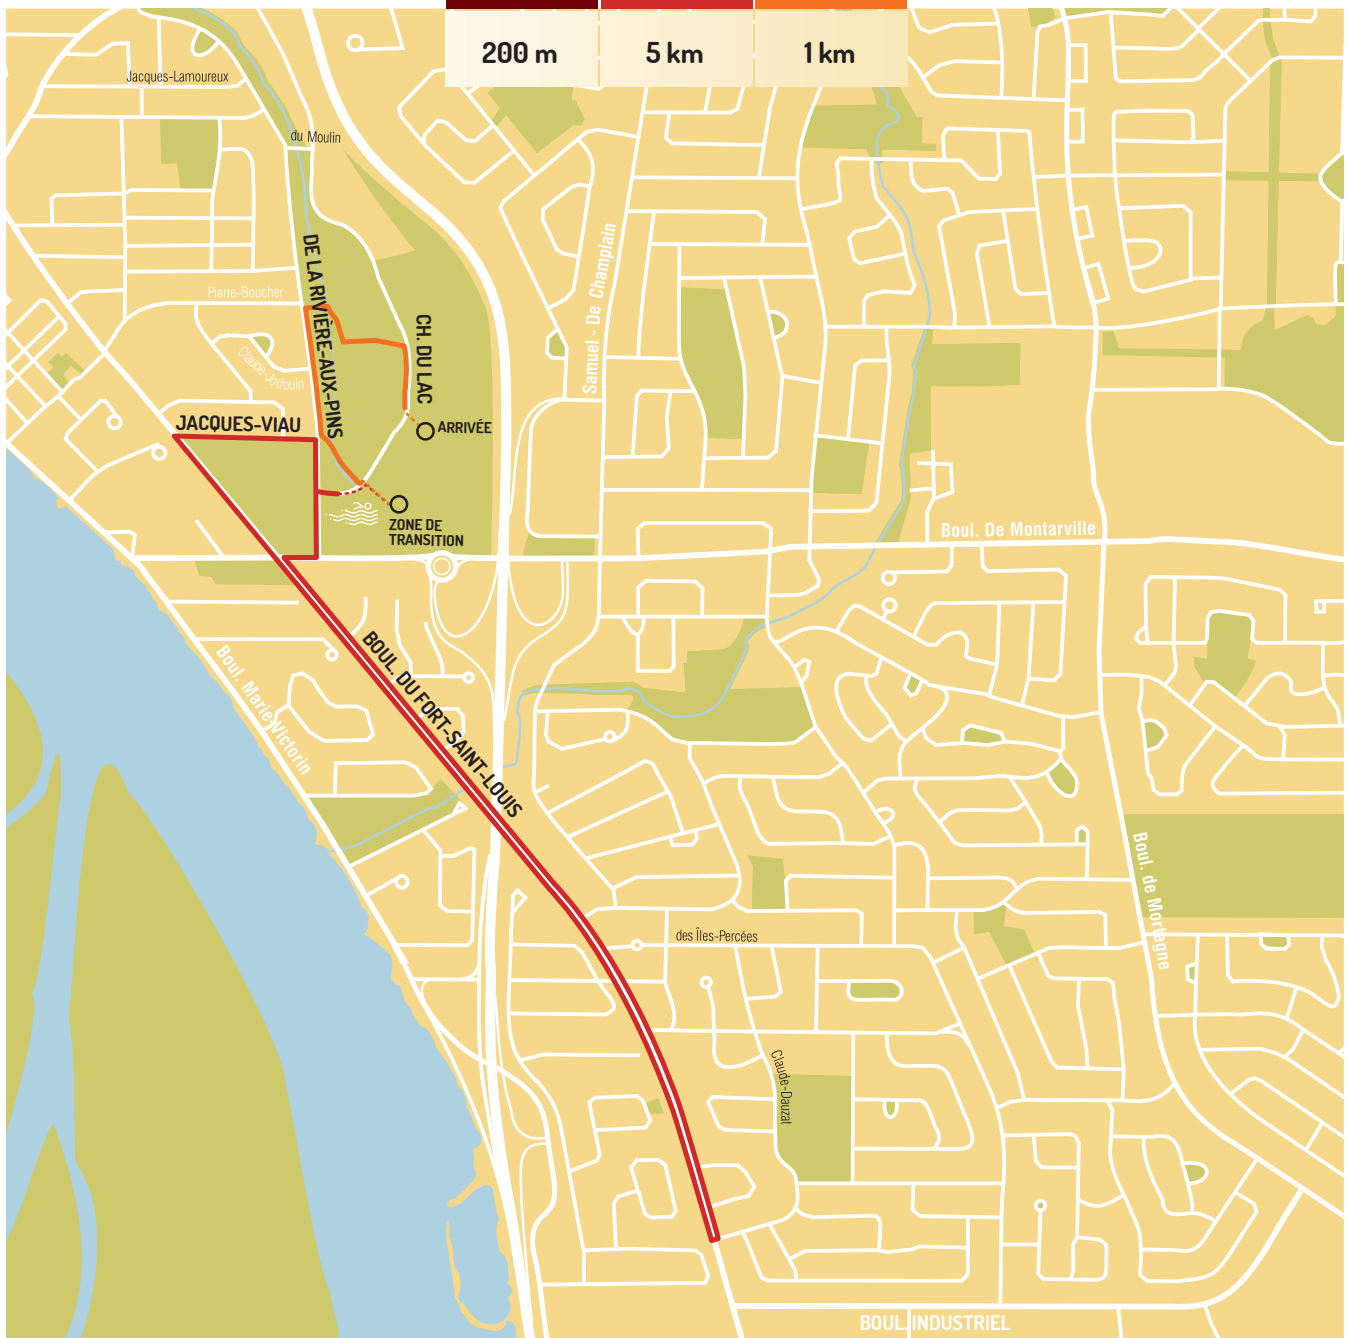 200 m
5 km
1 km
Jacques-Lamoureux
du Moulin
DE LA RIVIÈRE-AUX-PINS
Samuel - De Champlain
Pierre-Boucher
CH. DU LAC
Claude-Jodouin
JACQUES-VIAU
ARRIVÉE
ZONE DE
TRANSITION
Boul. De Montarville
BOUL. DU FORT-SAINT-LOUIS
Boul. Marie-Victorin
Boul. de Mortagne
des Îles-Percées
Claude-Dauzat
BOUL. INDUSTRIEL